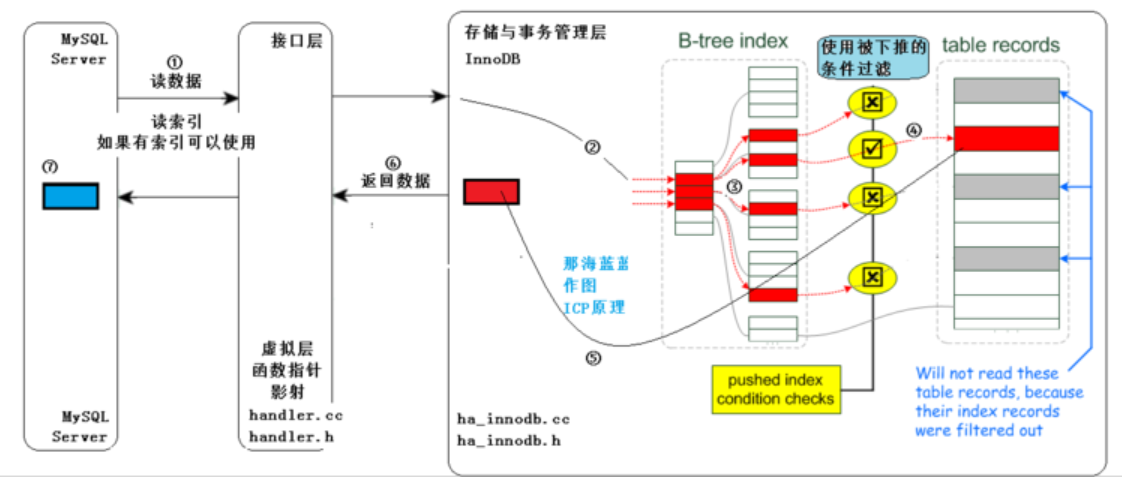 MySQL
Server
①
读数据
读索引
如果有索引可以使用
⑦
MySQL
Server
接口层
⑥
返回数据
虚拟层
函数指针
影射
handler.cc
handler.h
存储与事务管理层
InnoDB
②
③
④
⑤
B-tree index
使用被下推的
条件过滤
table records
那海蓝蓝
作图
ICP原理
pushed index
condition checks
Will not read these
table records, because
their index records
were filtered out
ha_innodb.cc
ha_innodb.h